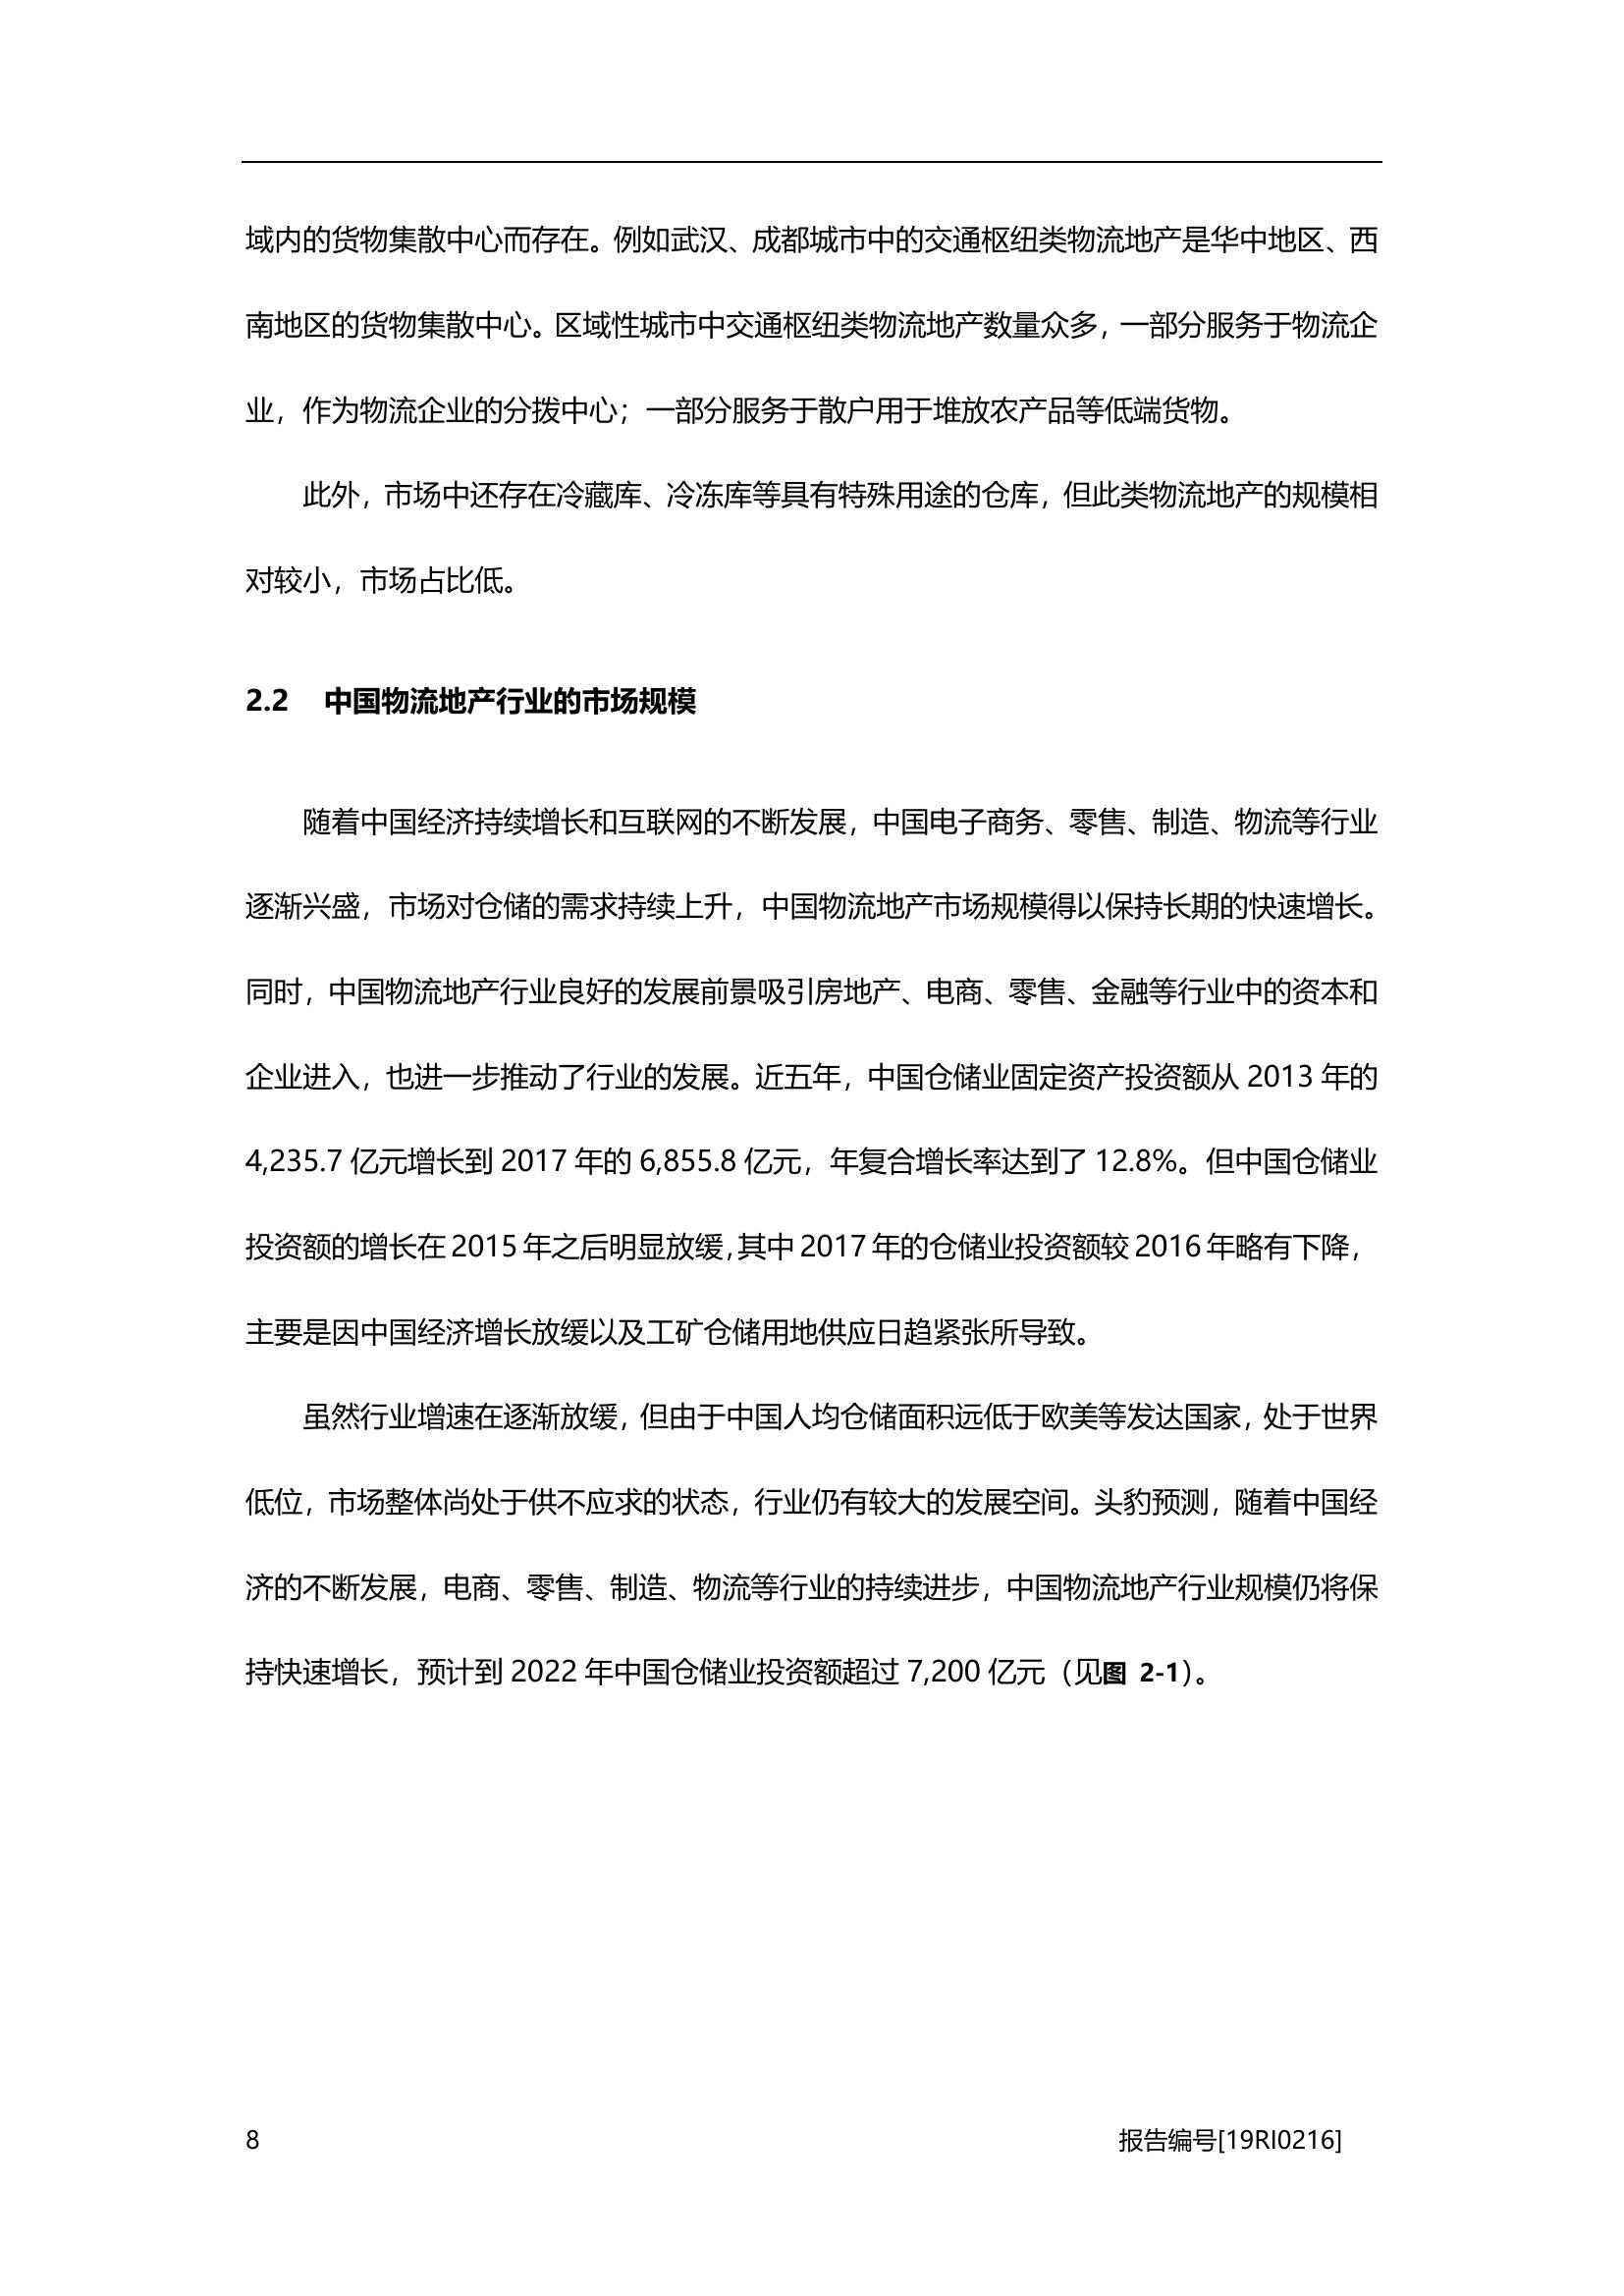 域内的货物集散中心而存在。例如武汉、成都城市中的交通枢纽类物流地产是华中地区、西
南地区的货物集散中心。区域性城市中交通枢纽类物流地产数量众多，一部分服务于物流企
业，作为物流企业的分拨中心；一部分服务于散户用于堆放农产品等低端货物。
此外，市场中还存在冷藏库、冷冻库等具有特殊用途的仓库，但此类物流地产的规模相
对较小，市场占比低。
2.2 中国物流地产行业的市场规模
随着中国经济持续增长和互联网的不断发展，中国电子商务、零售、制造、物流等行业
逐渐兴盛，市场对仓储的需求持续上升，中国物流地产市场规模得以保持长期的快速增长。
同时，中国物流地产行业良好的发展前景吸引房地产、电商、零售、金融等行业中的资本和
企业进入，也进一步推动了行业的发展。近五年，中国仓储业固定资产投资额从 2013 年的
4,235.7 亿元增长到 2017 年的 6,855.8 亿元，年复合增长率达到了 12.8%。但中国仓储业
投资额的增长在 2015 年之后明显放缓，其中 2017 年的仓储业投资额较 2016 年略有下降，
主要是因中国经济增长放缓以及工矿仓储用地供应日趋紧张所导致。
虽然行业增速在逐渐放缓，但由于中国人均仓储面积远低于欧美等发达国家，处于世界
低位，市场整体尚处于供不应求的状态，行业仍有较大的发展空间。头豹预测，随着中国经
济的不断发展，电商、零售、制造、物流等行业的持续进步，中国物流地产行业规模仍将保
持快速增长，预计到 2022 年中国仓储业投资额超过 7,200 亿元（见图 2-1）。
8 报告编号[19RI0216]